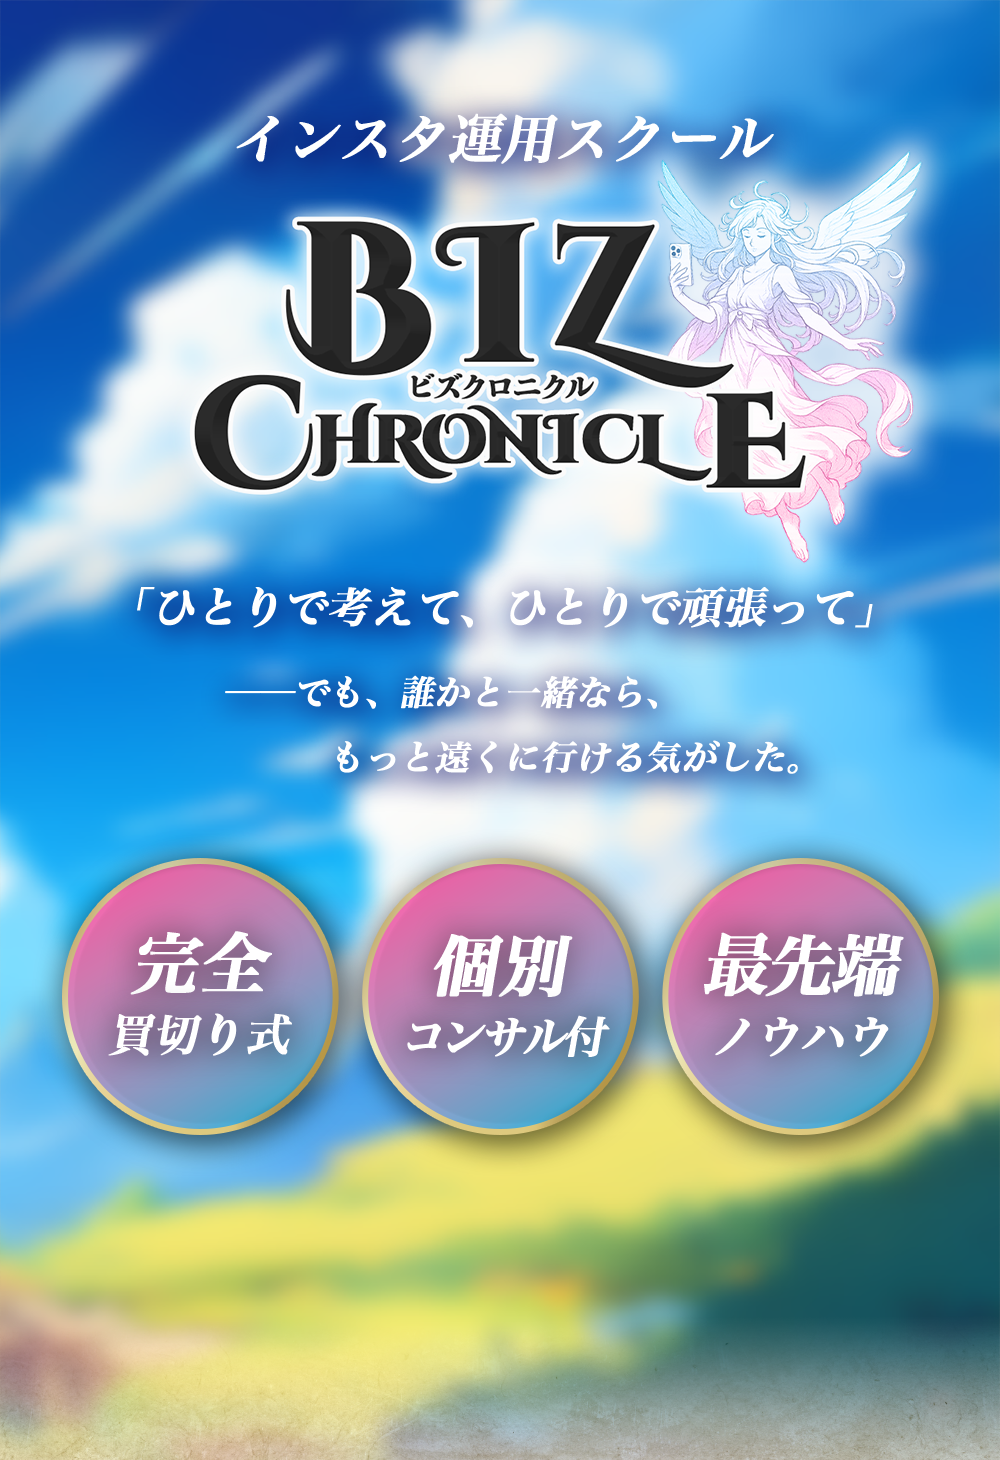 インスタ運用スクール
BIZ
ビズクロニクル
CHRONICLE
「ひとりで考えて、ひとりで頑張って」
――でも、誰かと一緒なら、
もっと遠くに行ける気がした。
完全
買切り式
個別
コンサル付
最先端
ノウハウ